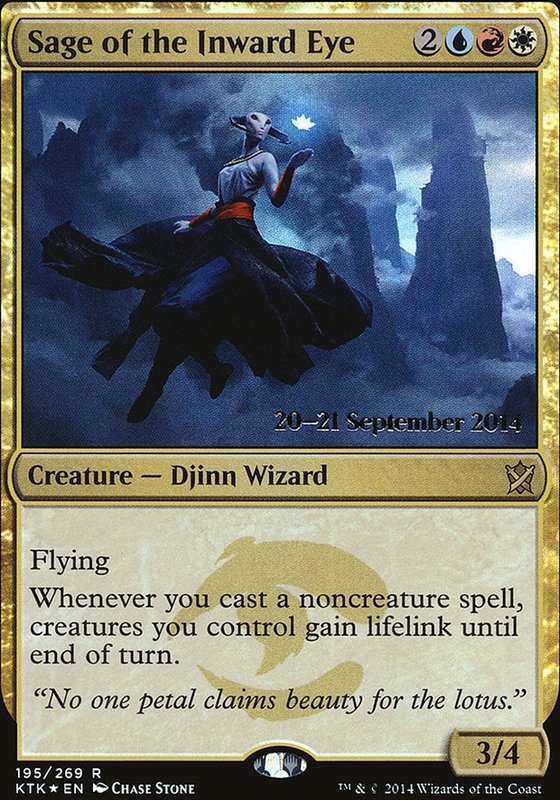 Sage of the Inward Eye 2
20–21 September 2014
Creature — Djinn Wizard
Flying
Whenever you cast a noncreature spell,
creatures you control gain lifelink until
end of turn.
“No one petal claims beauty for the lotus.”
3/4
195/269 R
KTK★EN Chase Stone
™ & © 2014 Wizards of the Coast